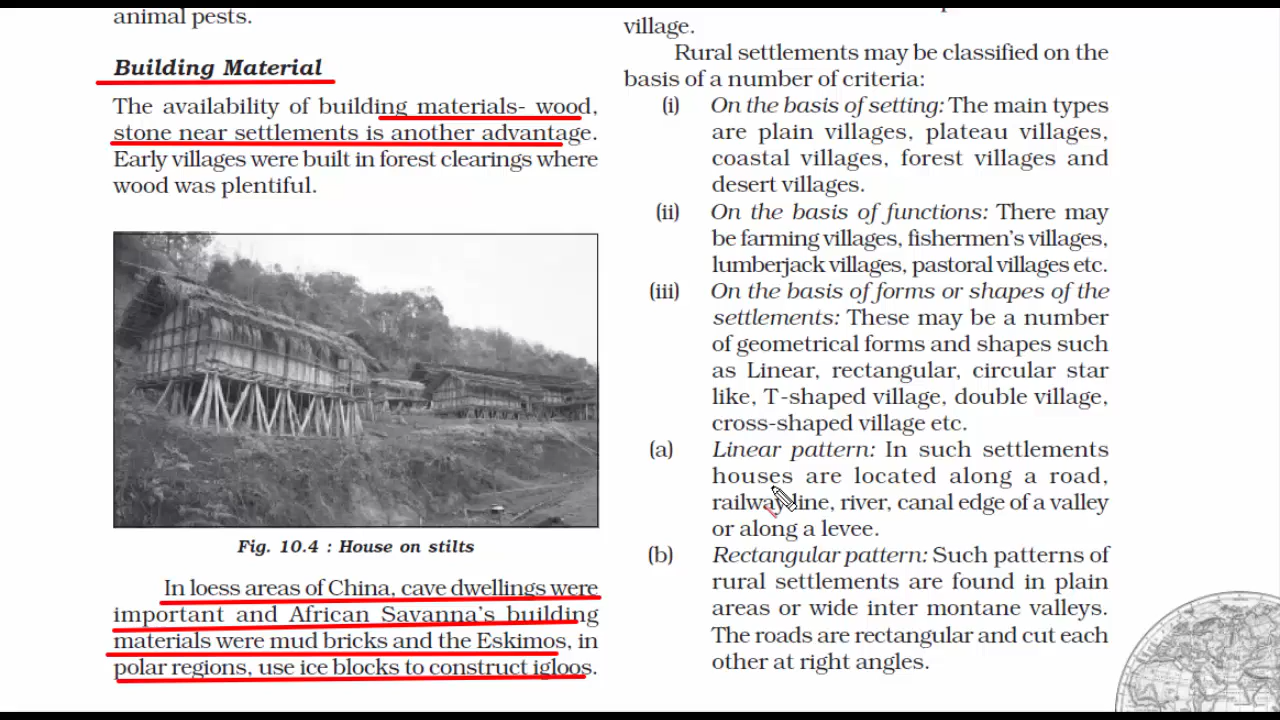 animal pests.
Building Material
The availability of building materials- wood,
stone near settlements is another advantage.
Early villages were built in forest clearings where
wood was plentiful.
Fig. 10.4 : House on stilts
In loess areas of China, cave dwellings were
important and African Savanna's building
materials were mud bricks and the Eskimos, in
polar regions, use ice blocks to construct igloos.
village.
Rural settlements may be classified on the
basis of a number of criteria:
(i) On the basis of setting: The main types
are plain villages, plateau villages,
coastal villages, forest villages and
desert villages.
(ii) On the basis of functions: There may
be farming villages, fishermen's villages,
lumberjack villages, pastoral villages etc.
(iii) On the basis of forms or shapes of the
settlements: These may be a number
of geometrical forms and shapes such
as Linear, rectangular, circular star
like, T-shaped village, double village,
cross-shaped village etc.
(a) Linear pattern: In such settlements
houses are located along a road,
railway line, river, canal edge of a valley
or along a levee.
(b) Rectangular pattern: Such patterns of
rural settlements are found in plain
areas or wide inter montane valleys.
The roads are rectangular and cut each
other at right angles.